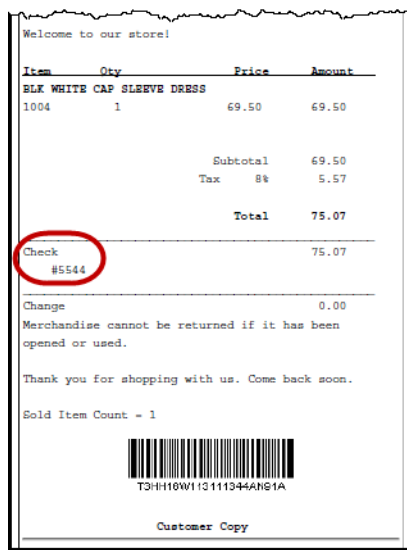 Welcome to our store!
Item Qty Price Amount
BLK WHITE CAP SLEEVE DRESS
1004 1 69.50 69.50
Subtotal 69.50
Tax 8% 5.57
Total 75.07
Check 75.07
#5544
Change 0.00
Merchandise cannot be returned if it has been
opened or used.
Thank you for shopping with us. Come back soon.
Sold Item Count = 1
Customer Copy